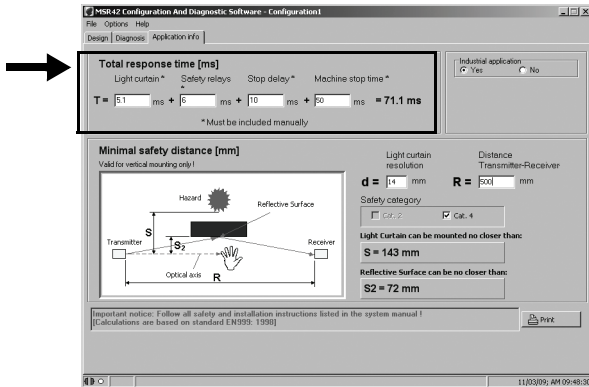 MSR42 Configuration And Diagnostic Software - Configuration1
File Options Help
Design Diagnosis Application info
Total response time [ms]
Light curtain * Safety relays * Stop delay * Machine stop time *
T = 5.1 ms + 6 ms + 10 ms + 50 ms = 71.1 ms
*Must be included manually
Industrial application
Yes No
Minimal safety distance [mm]
Valid for vertical mounting only !
Hazard
Reflective Surface
S
S2
Transmitter
Receiver
Optical axis
R
Light curtain resolution
Distance Transmitter-Receiver
d = 14 mm R = 500 mm
Safety category
Cat. 2 Cat. 4
Light Curtain can be mounted no closer than:
S = 143 mm
Reflective Surface can be no closer than:
S2 = 72 mm
Important notice: Follow all safety and installation instructions listed in the system manual !
[Calculations are based on standard EN999: 1998]
Print
11/03/09; AM 09:48:30